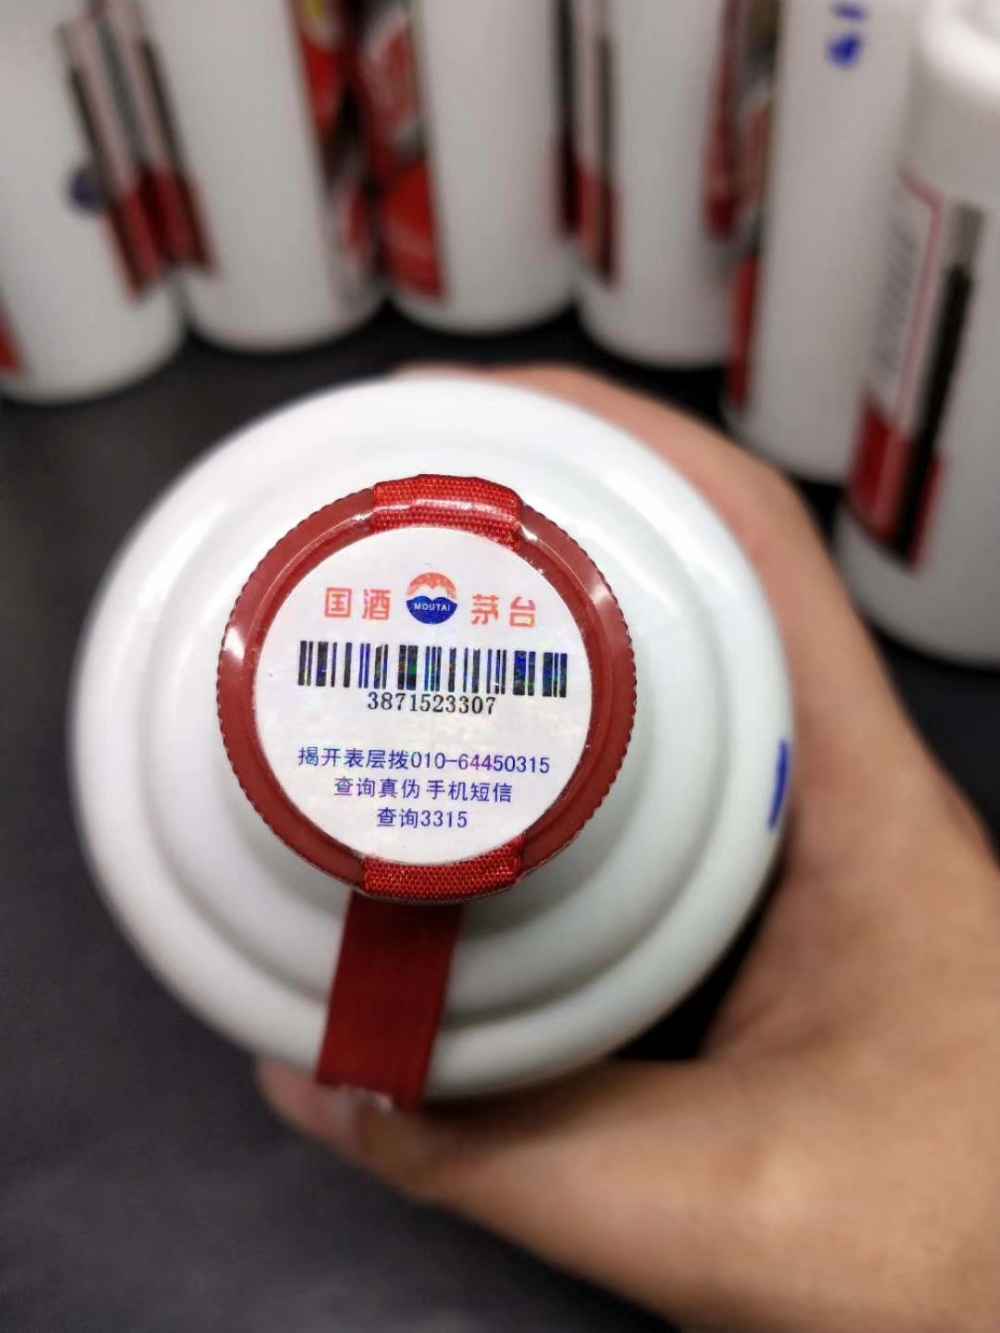 国酒 MOUTAI 茅台
3871523307
揭开表层拨010-64450315
查询真伪 手机短信
查询3315